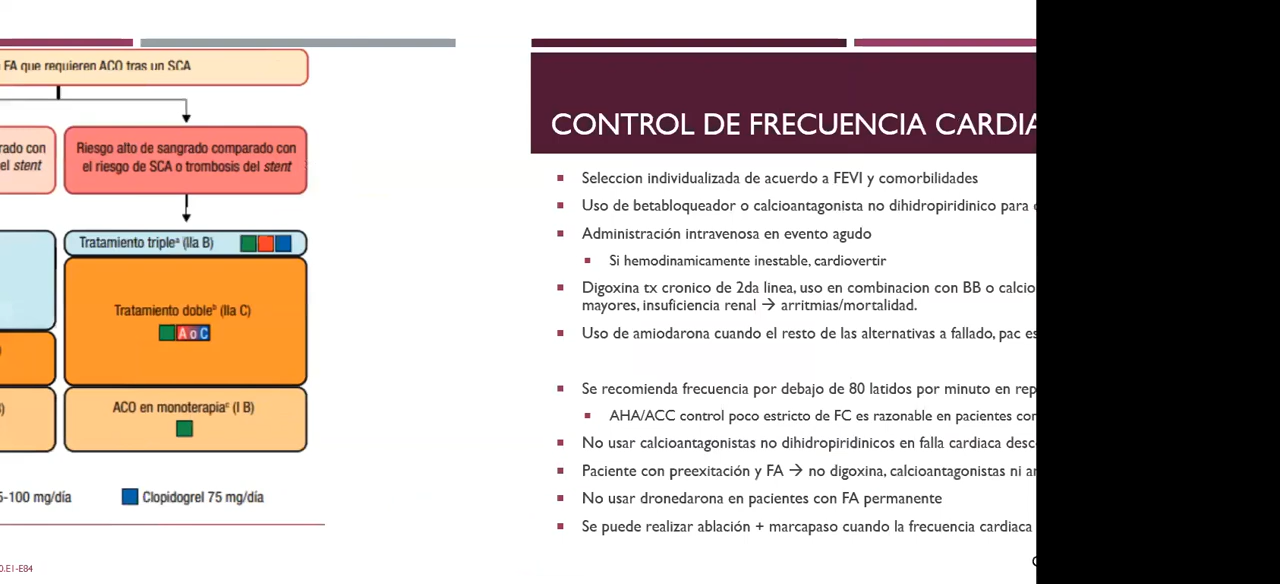 FA que requieren ACO tras un SCA
rado con
el stent
Riesgo alto de sangrado comparado con
el riesgo de SCA o trombosis del stent
Tratamiento tripleª (IIa B)
Tratamiento dobleᵇ (IIa C)
A o C
ACO en monoterapiaᶜ (I B)
5-100 mg/día
Clopidogrel 75 mg/día
0.E1-E84
CONTROL DE FRECUENCIA CARDIA
Seleccion individualizada de acuerdo a FEVI y comorbilidades
Uso de betabloqueador o calcioantagonista no dihidropiridinico para
Administración intravenosa en evento agudo
Si hemodinamicamente inestable, cardiovertir
Digoxina tx cronico de 2da linea, uso en combinacion con BB o calcio
mayores, insuficiencia renal → arritmias/mortalidad.
Uso de amiodarona cuando el resto de las alternativas a fallado, pac es
Se recomienda frecuencia por debajo de 80 latidos por minuto en rep
AHA/ACC control poco estricto de FC es razonable en pacientes con
No usar calcioantagonistas no dihidropiridinicos en falla cardiaca desc
Paciente con preexitación y FA → no digoxina, calcioantagonistas ni a
No usar dronedarona en pacientes con FA permanente
Se puede realizar ablación + marcapaso cuando la frecuencia cardiaca